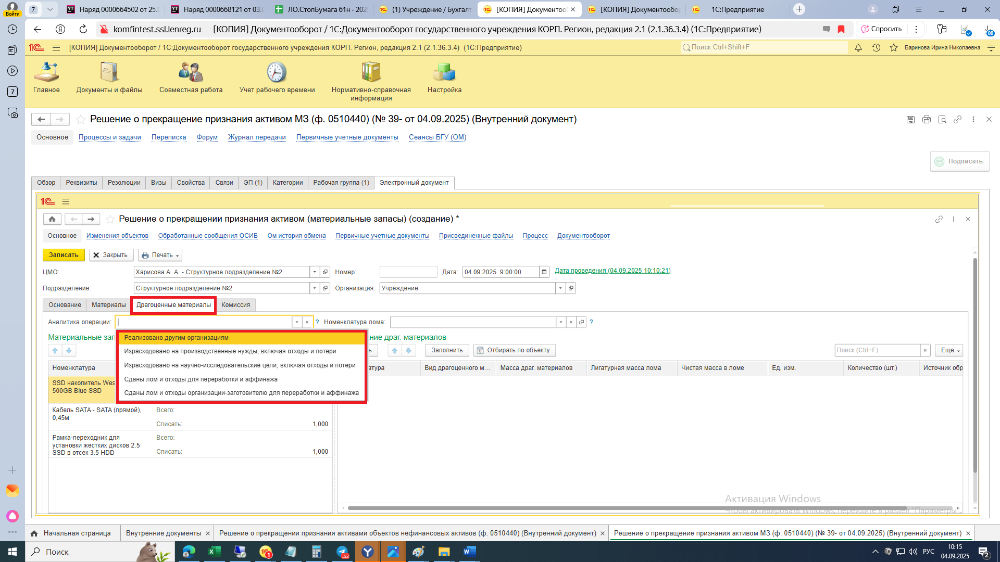 Войти
7
Наряд 0000664502 от 25.0
Наряд 0000668121 от 03.0
ЛО.СтопБумага б1н - 202
(1) Учреждение / Бухгалт
[КОПИЯ] Документооб
[КОПИЯ] Документообор
1С:Предприятие
komfintest.ssl.lenreg.ru
[КОПИЯ] Документооборот / 1С:Документооборот государственного учреждения КОРП. Регион, редакция 2.1 (2.1.36.3.4) (1С:Предприятие)
Спросить
88
[КОПИЯ] Документооборот / 1С:Документооборот государственного учреждения КОРП. Регион, редакция 2.1 (2.1.36.3.4) (1С:Предприятие)
Поиск Ctrl+Shift+F
Баринова Ирина Николаевна
7
Главное
Документы и файлы
Совместная работа
Учет рабочего времени
Нормативно-справочная
информация
Настройка
Решение о прекращение признания активом МЗ (ф. 0510440) (№ 39- от 04.09.2025) (Внутренний документ)
Основное
Процессы и задачи
Переписка
Форум
Журнал передачи
Первичные учетные документы
Сеансы БГУ (ОМ)
Подписать
Обзор
Реквизиты
Резолюции
Визы
Свойства
Связи
ЭП (1)
Категории
Рабочая группа (1)
Электронный документ
Решение о прекращении признания активом (материальные запасы) (создание) *
Основное
Изменения объектов
Обработанные сообщения ОСИБ
Ом история обмена
Первичные учетные документы
Присоединенные файлы
Процесс
Документооборот
Записать
Закрыть
Печать
ЦМО:
Харисова А. А. - Структурное подразделение №2
Номер:
Дата:
04.09.2025 9:00:00
Дата проведения (04.09.2025 10:10:21)
Подразделение:
Структурное подразделение №2
Организация:
Учреждение
Основание
Материалы
Драгоценные материалы
Комиссия
Аналитика операции:
?
Номенклатура лома:
?
Материальные зап
ние драг. материалов
Реализовано другим организациям
Израсходовано на производственные нужды, включая отходы и потери
Израсходовано на научно-исследовательские цели, включая отходы и потери
Сданы лом и отходы для переработки и аффинажа
Сданы лом и отходы организации-заготовителю для переработки и аффинажа
ь
Заполнить
Отбирать по объекту
Поиск (Ctrl+F)
Еще
Номенклатура
тура
Вид драгоценного м...
Масса драг. материалов
Лигатурная масса лома
Чистая масса в ломе
Ед. изм.
Количество (шт.)
Источник обр
SSD накопитель Wes
500GB Blue SSD
Кабель SATA - SATA (прямой),
0,45м
Всего:
Списать:
1,000
Рамка-переходник для
установки жестких дисков 2.5
SSD в отсек 3.5 HDD
Всего:
Списать:
1,000
Активация Windows
Чтобы активировать Windows, перейдите в раздел "Параметры".
Начальная страница
Внутренние документы
Решение о прекращении признания активами объектов нефинансовых активов (ф. 0510440) (Внутренний документ)
Решение о прекращение признания активом МЗ (ф. 0510440) (№ 39- от 04.09.2025) (Внутренний документ)
Поиск
1
53
РУС
10:15
04.09.2025
2